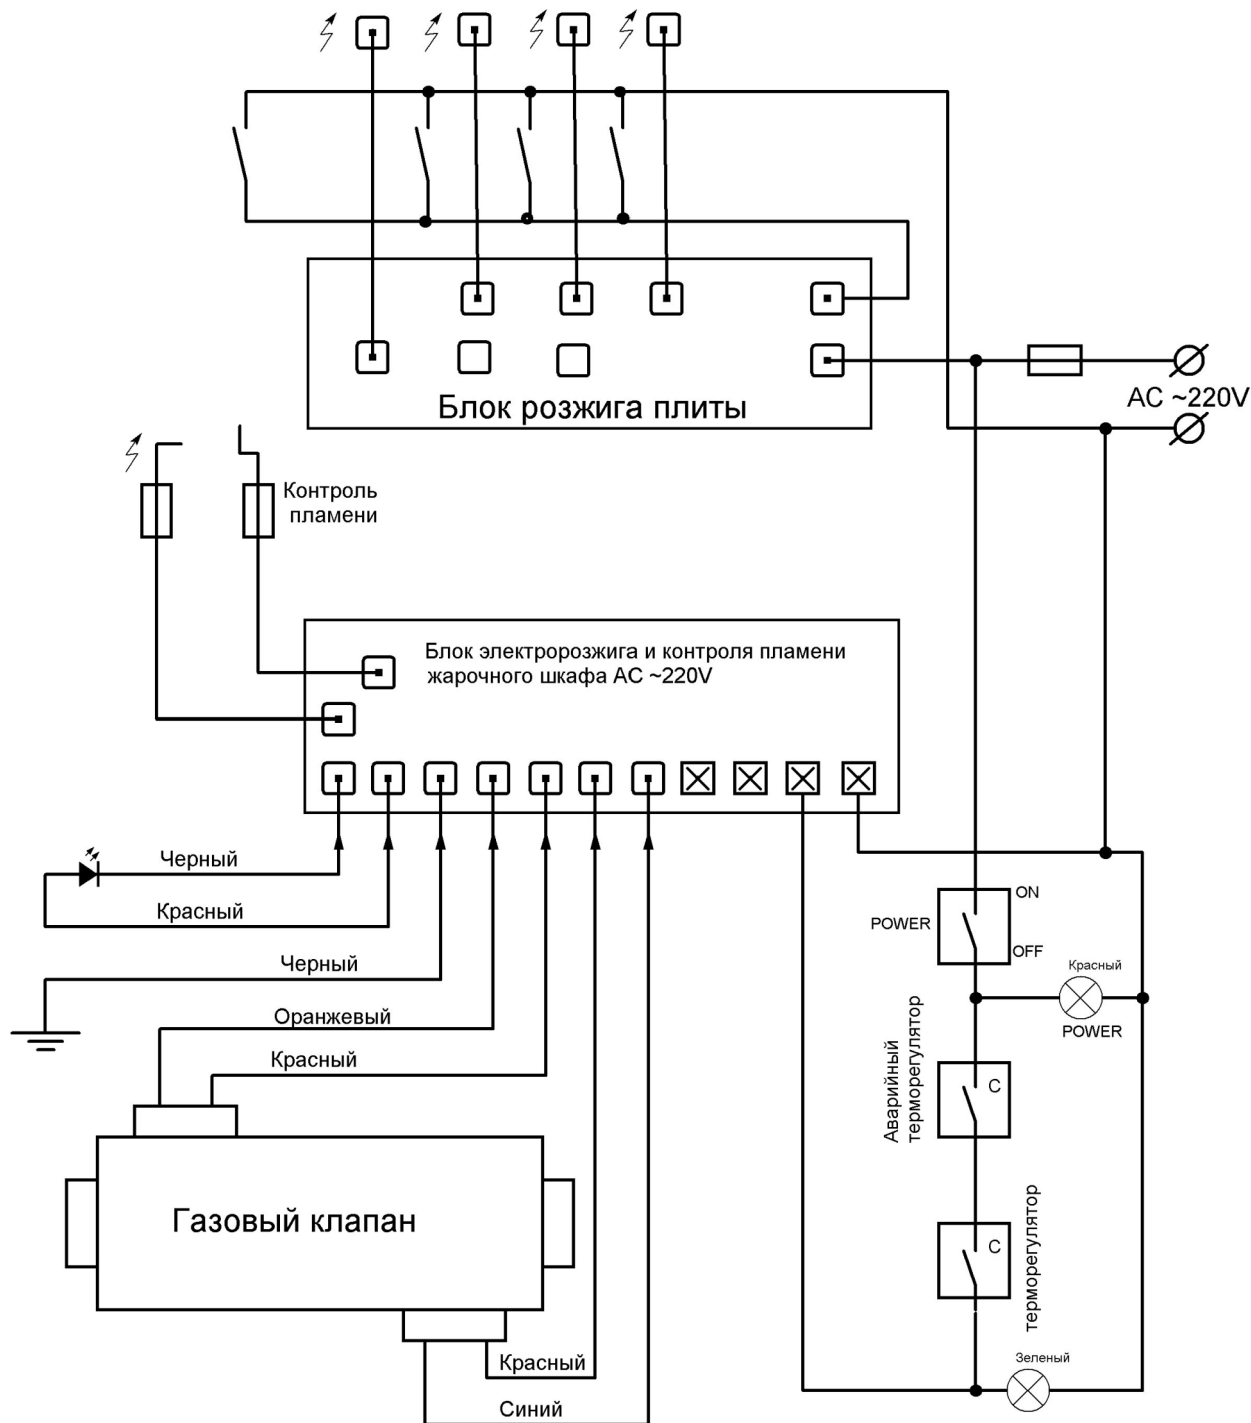 Блок розжига плиты
AC ~220V
Контроль
пламени
Блок электророзжига и контроля пламени
жарочного шкафа AC ~220V
Черный
Красный
Черный
Оранжевый
Красный
Газовый клапан
Красный
Синий
ON
POWER
OFF
Красный
POWER
Аварийный
терморегулятор
C
терморегулятор
C
Зеленый